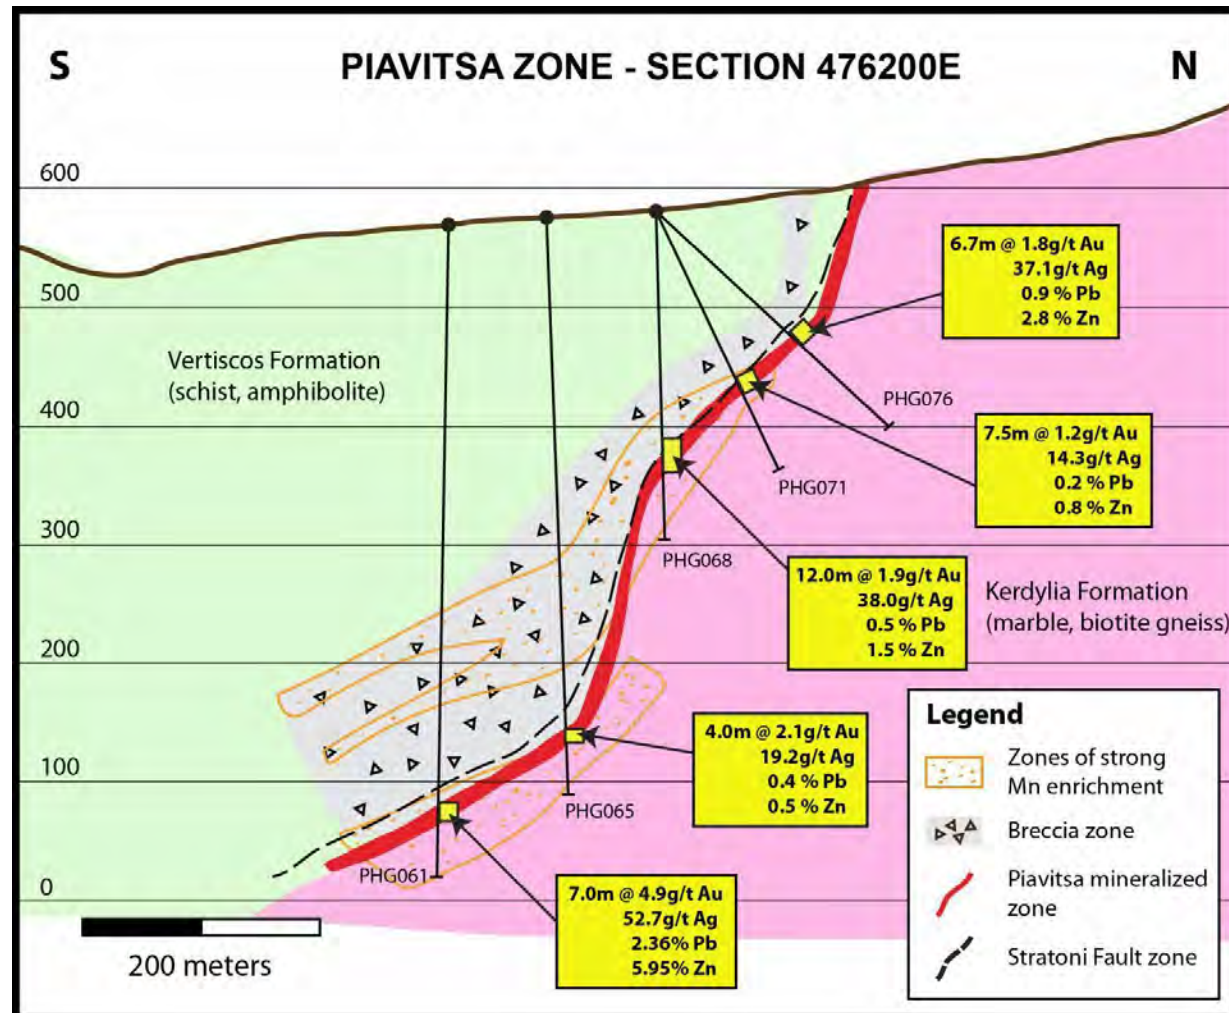 S
PIAVITSA ZONE - SECTION 476200E
N
600
500
400
300
200
100
0
Vertiscos Formation
(schist, amphibolite)
6.7m @ 1.8g/t Au
37.1g/t Ag
0.9 % Pb
2.8 % Zn
PHG076
7.5m @ 1.2g/t Au
14.3g/t Ag
0.2 % Pb
0.8 % Zn
PHG071
PHG068
12.0m @ 1.9g/t Au
38.0g/t Ag
0.5 % Pb
1.5 % Zn
Kerdylia Formation
(marble, biotite gneiss)
4.0m @ 2.1g/t Au
19.2g/t Ag
0.4 % Pb
0.5 % Zn
PHG065
PHG061
7.0m @ 4.9g/t Au
52.7g/t Ag
2.36% Pb
5.95% Zn
200 meters
Legend
Zones of strong
Mn enrichment
Breccia zone
Piavitsa mineralized
zone
Stratoni Fault zone